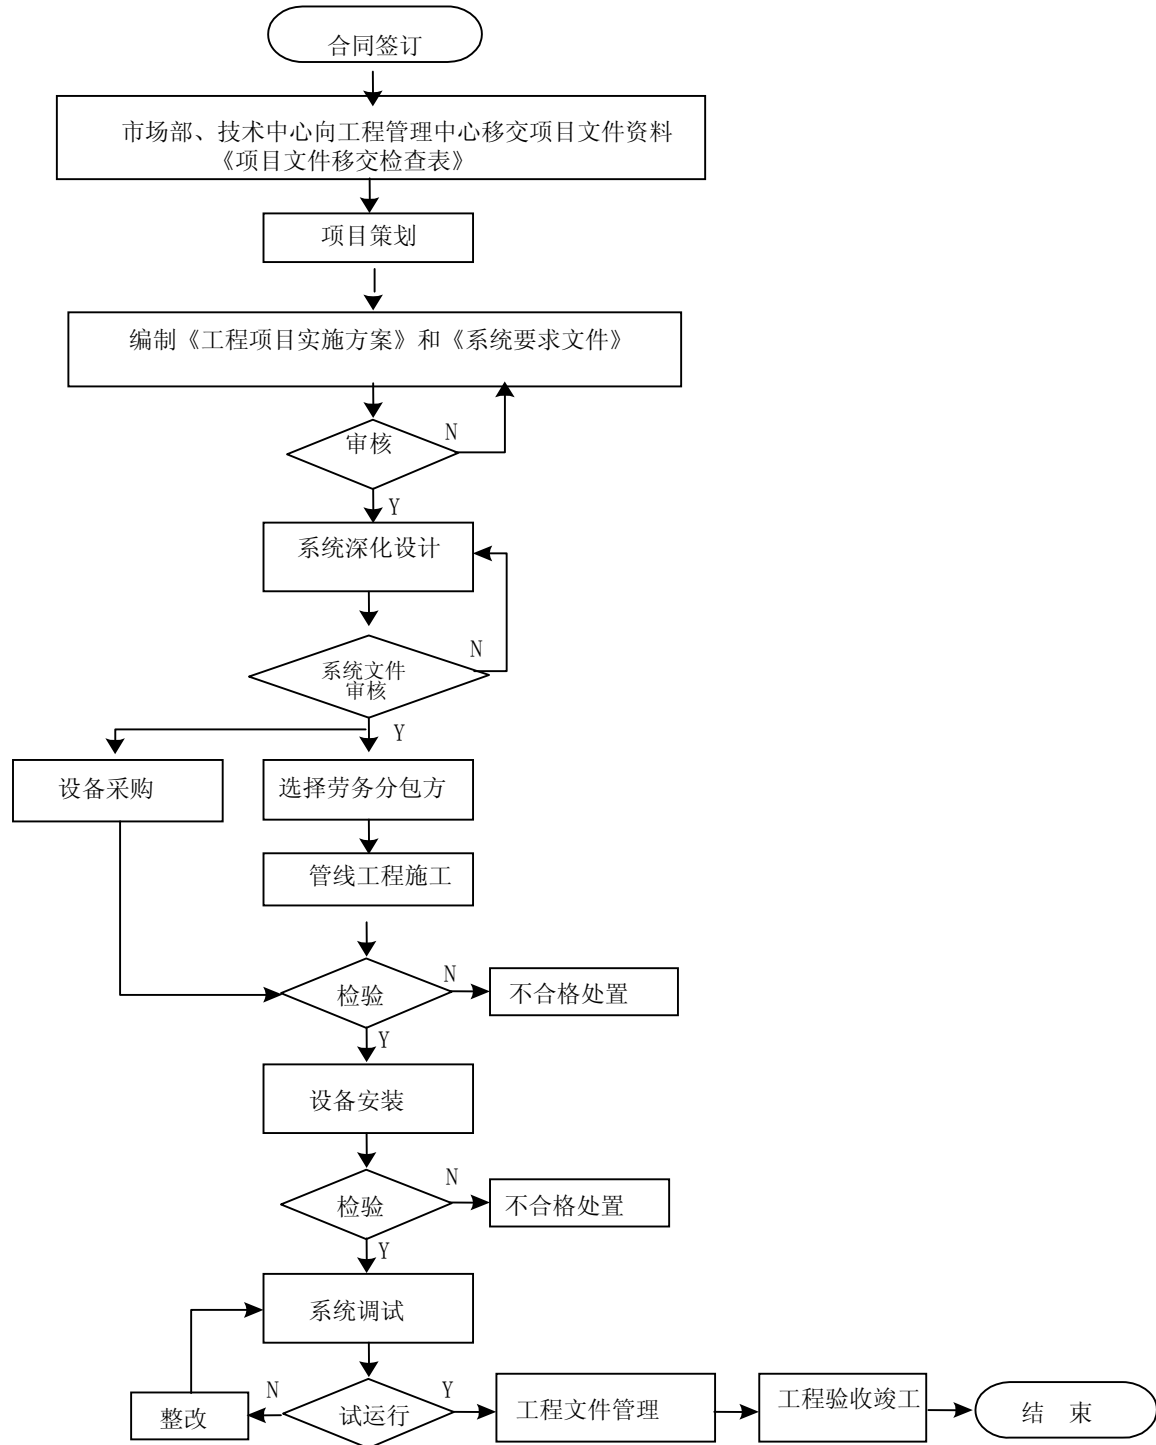 合同签订
市场部、技术中心向工程管理中心移交项目文件资料
《项目文件移交检查表》
项目策划
编制《工程项目实施方案》和《系统要求文件》
N
审核
Y
系统深化设计
N
系统文件
审核
Y
设备采购
选择劳务分包方
管线工程施工
N
检验
不合格处置
Y
设备安装
N
检验
不合格处置
Y
系统调试
N
Y
整改
试运行
工程文件管理
工程验收竣工
结 束